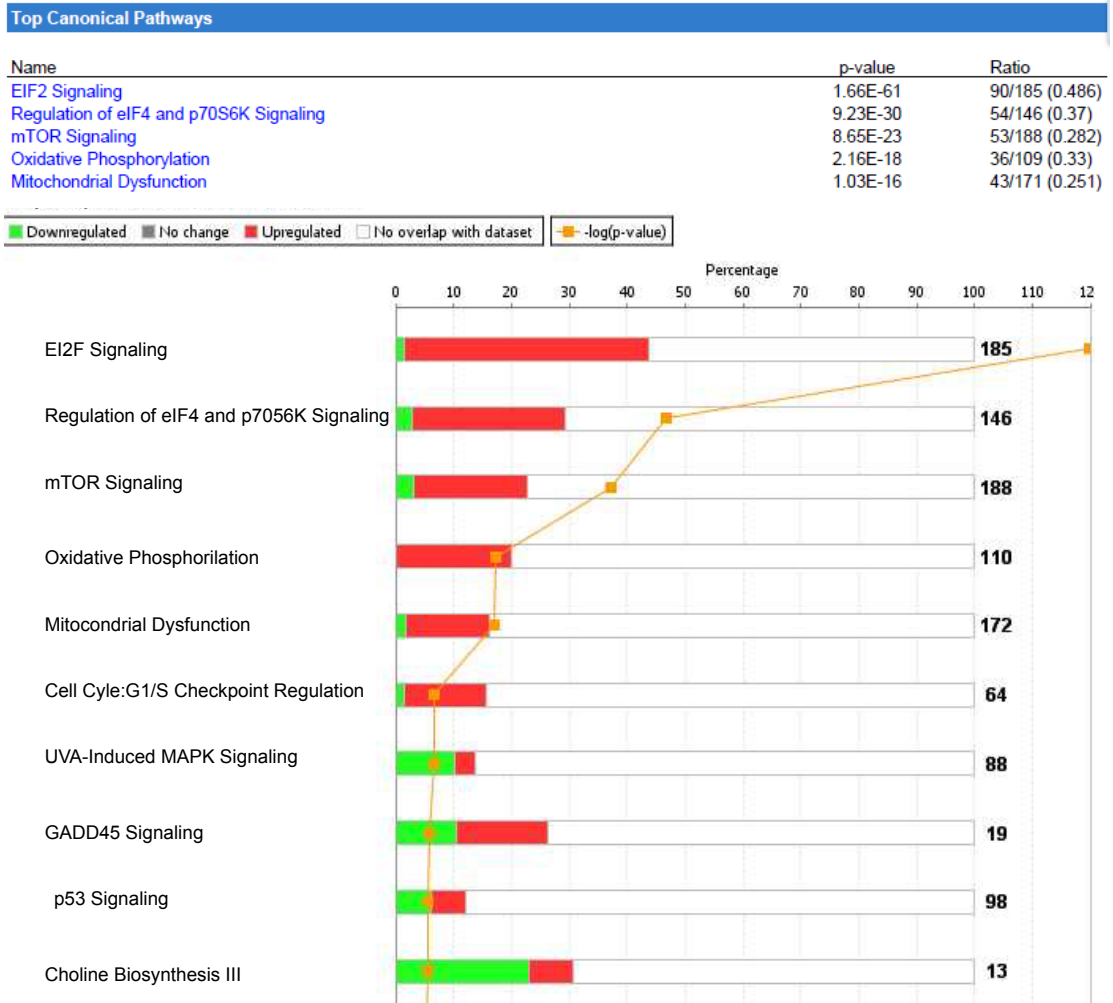 Top Canonical Pathways
Name p-value Ratio
EIF2 Signaling 1.66E-61 90/185 (0.486)
Regulation of eIF4 and p70S6K Signaling 9.23E-30 54/146 (0.37)
mTOR Signaling 8.65E-23 53/188 (0.282)
Oxidative Phosphorylation 2.16E-18 36/109 (0.33)
Mitochondrial Dysfunction 1.03E-16 43/171 (0.251)
Downregulated No change Upregulated No overlap with dataset -log(p-value)
Percentage
0 10 20 30 40 50 60 70 80 90 100 110 12
EI2F Signaling 185
Regulation of eIF4 and p7056K Signaling 146
mTOR Signaling 188
Oxidative Phosphorilation 110
Mitocondrial Dysfunction 172
Cell Cyle:G1/S Checkpoint Regulation 64
UVA-Induced MAPK Signaling 88
GADD45 Signaling 19
p53 Signaling 98
Choline Biosynthesis III 13